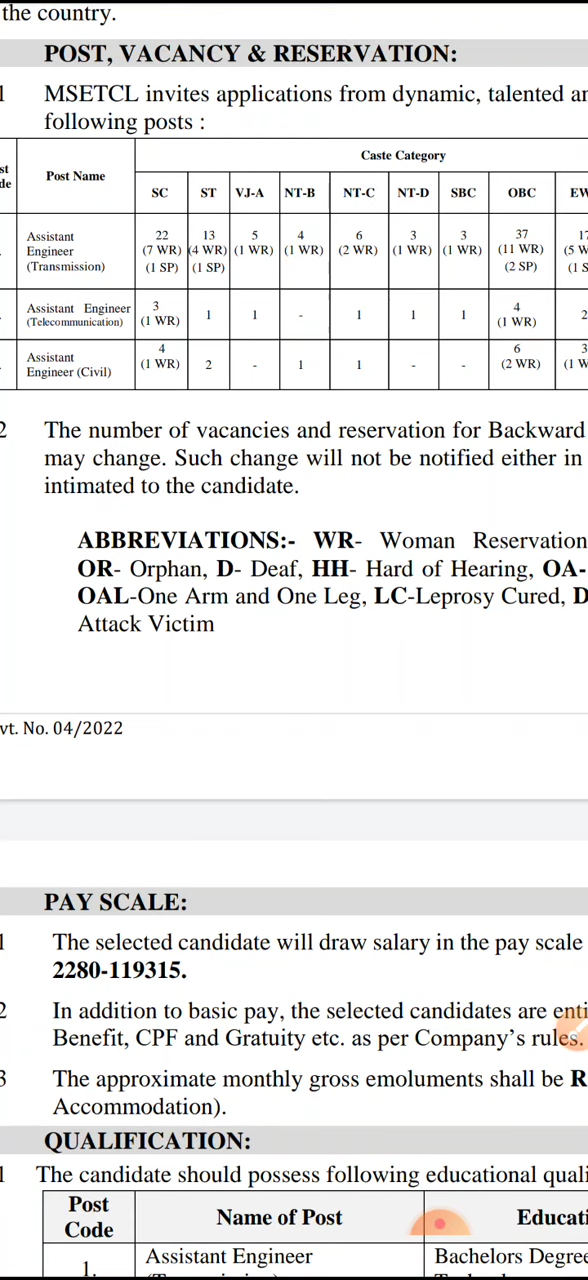 the country.
POST, VACANCY & RESERVATION:
1 MSETCL invites applications from dynamic, talented
following posts :
Post Name
Caste Category
SC ST VJ-A NT-B NT-C NT-D SBC OBC
Assistant Engineer (Transmission) 22 (7 WR) (1 SP) 13 (4 WR) (1 SP) 5 (1 WR) 4 (1 WR) 6 (2 WR) 3 (1 WR) 3 (1 WR) 37 (11 WR) (2 SP)
Assistant Engineer (Telecommunication) 3 (1 WR) 1 1 - 1 1 1 4 (1 WR) 2
Assistant Engineer (Civil) 4 (1 WR) 2 - 1 1 - - 6 (2 WR) 3
2 The number of vacancies and reservation for Backward
may change. Such change will not be notified either in
intimated to the candidate.
ABBREVIATIONS:- WR- Woman Reservation
OR- Orphan, D- Deaf, HH- Hard of Hearing, OA-
OAL-One Arm and One Leg, LC-Leprosy Cured, D
Attack Victim
vt. No. 04/2022
PAY SCALE:
1 The selected candidate will draw salary in the pay scale
2280-119315.
2 In addition to basic pay, the selected candidates are enti
Benefit, CPF and Gratuity etc. as per Company's rules.
3 The approximate monthly gross emoluments shall be R
Accommodation).
QUALIFICATION:
1 The candidate should possess following educational quali
Post Code Name of Post Educati
1. Assistant Engineer Bachelors Degree